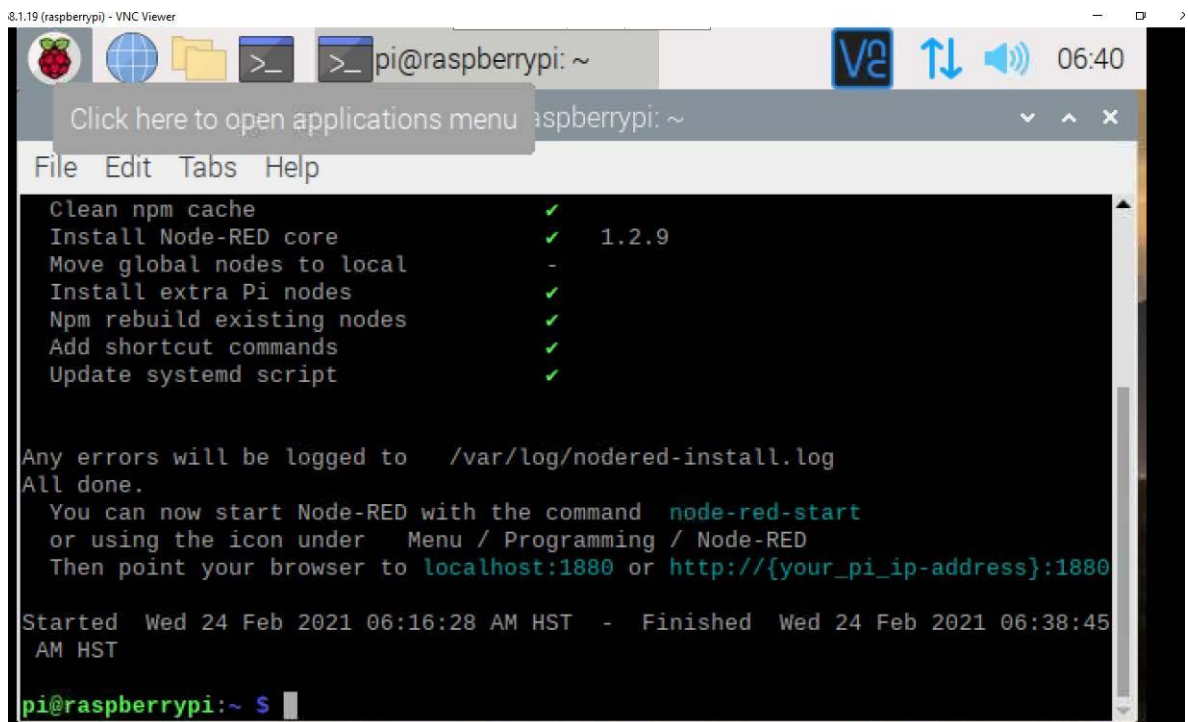 8.1.19 (raspberrypi) - VNC Viewer
>_ >_ pi@raspberrypi: ~ 06:40
Click here to open applications menu
aspberrypi: ~
File Edit Tabs Help
Clean npm cache ✔
Install Node-RED core ✔ 1.2.9
Move global nodes to local -
Install extra Pi nodes ✔
Npm rebuild existing nodes ✔
Add shortcut commands ✔
Update systemd script ✔
Any errors will be logged to /var/log/nodered-install.log
All done.
You can now start Node-RED with the command node-red-start
or using the icon under Menu / Programming / Node-RED
Then point your browser to localhost:1880 or http://{your_pi_ip-address}:1880
Started Wed 24 Feb 2021 06:16:28 AM HST - Finished Wed 24 Feb 2021 06:38:45
AM HST
pi@raspberrypi:~ $